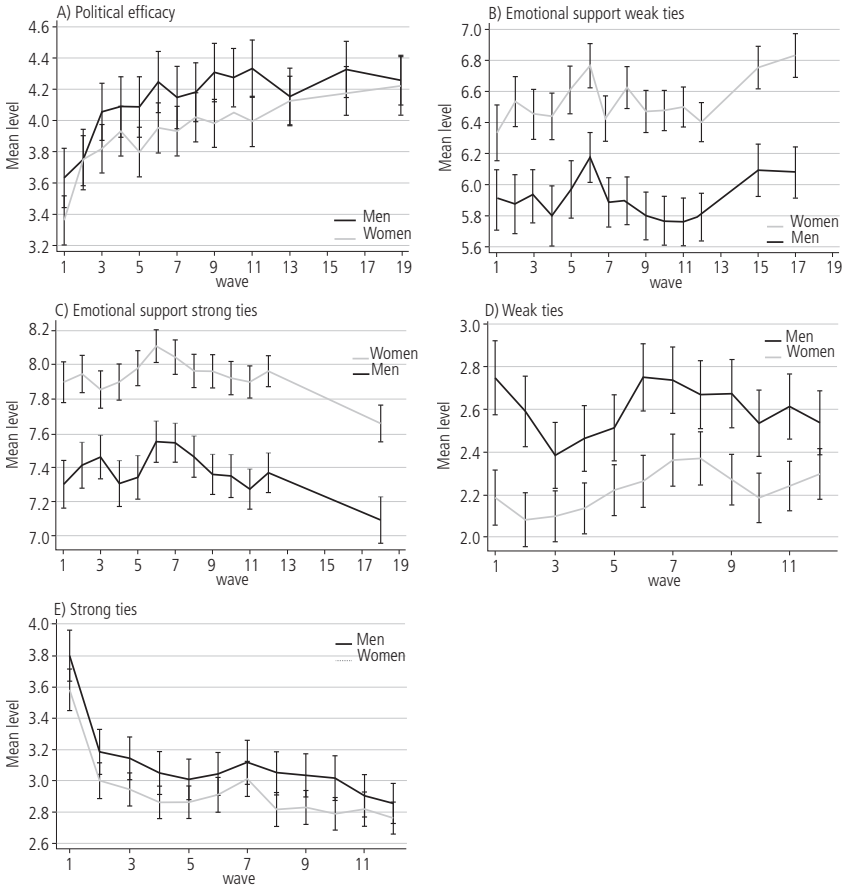 A) Political efficacy
Mean level
4.6
4.4
4.2
4.0
3.8
3.6
3.4
3.2
Men
Women
1 3 5 7 9 11 13 15 17 19
wave
B) Emotional support weak ties
Mean level
7.0
6.8
6.6
6.4
6.2
6.0
5.8
5.6
Women
Men
1 3 5 7 9 11 13 15 17 19
wave
C) Emotional support strong ties
Mean level
8.2
8.0
7.8
7.6
7.4
7.2
7.0
Women
Men
1 3 5 7 9 11 13 15 17 19
wave
D) Weak ties
Mean level
3.0
2.8
2.6
2.4
2.2
2.0
Men
Women
1 3 5 7 9 11
wave
E) Strong ties
Mean level
4.0
3.8
3.6
3.4
3.2
3.0
2.8
2.6
Men
Women
1 3 5 7 9 11
wave